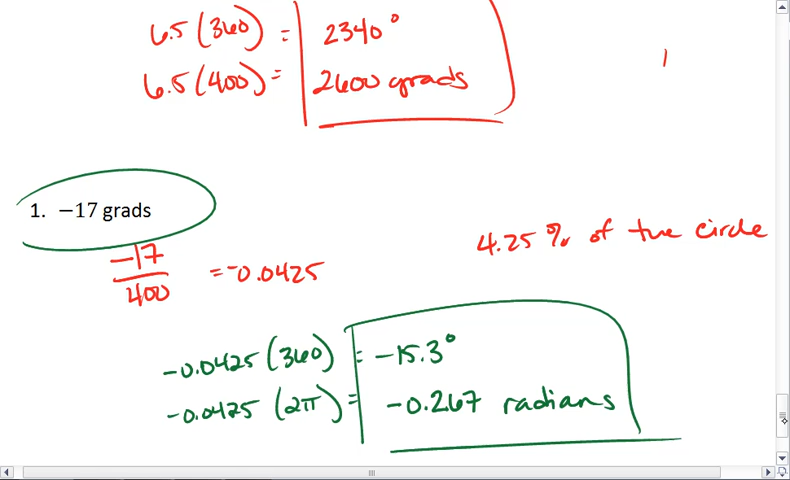 6.5 (360) = 2340°
6.5 (400) = 2600 grads
1. −17 grads
4.25 % of the circle
-17
400
= -0.0425
-0.0425 (360) = -15.3°
-0.0425 (2π) = -0.267 radians